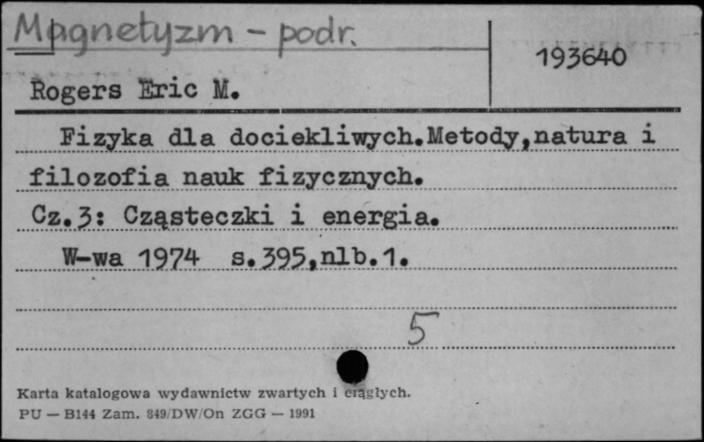 Magnetyzm - podr.
193640
Rogers Eric M.
Fizyka dla dociekliwych.Metody,natura i
filozofia nauk fizycznych.
Cz.3: Cząsteczki i energia.
W-wa 1974 s.395,nlb.1.
5
Karta katalogowa wydawnictw zwartych i ciągłych.
PU — B144 Zam. 849/DW/On ZGG — 1991